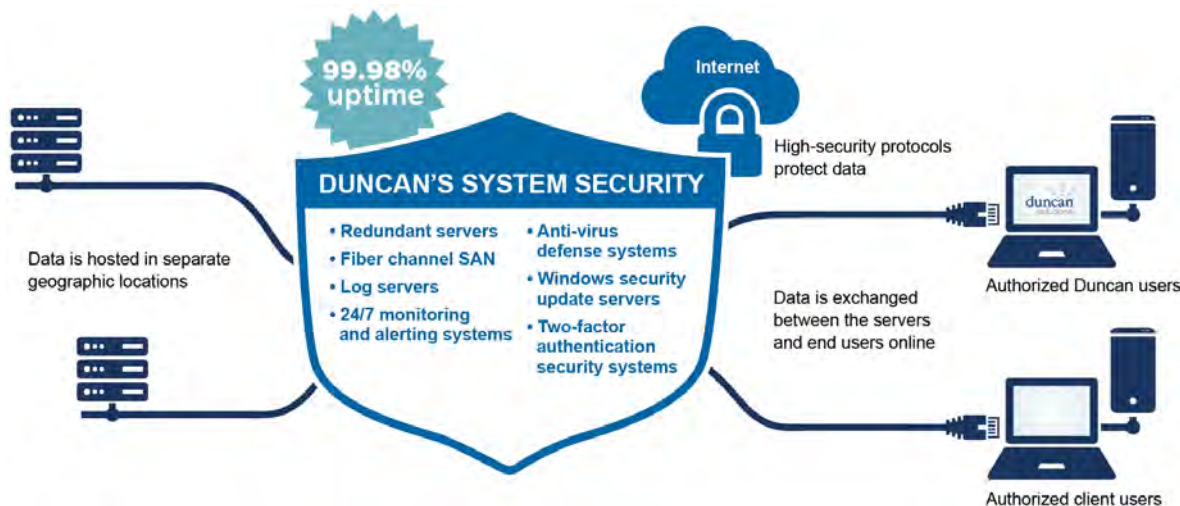 99.98%
uptime
Internet
High-security protocols
protect data
DUNCAN'S SYSTEM SECURITY
• Redundant servers
• Fiber channel SAN
• Log servers
• 24/7 monitoring
and alerting systems
• Anti-virus
defense systems
• Windows security
update servers
• Two-factor
authentication
security systems
Data is hosted in separate
geographic locations
duncan
solutions
Authorized Duncan users
Data is exchanged
between the servers
and end users online
Authorized client users